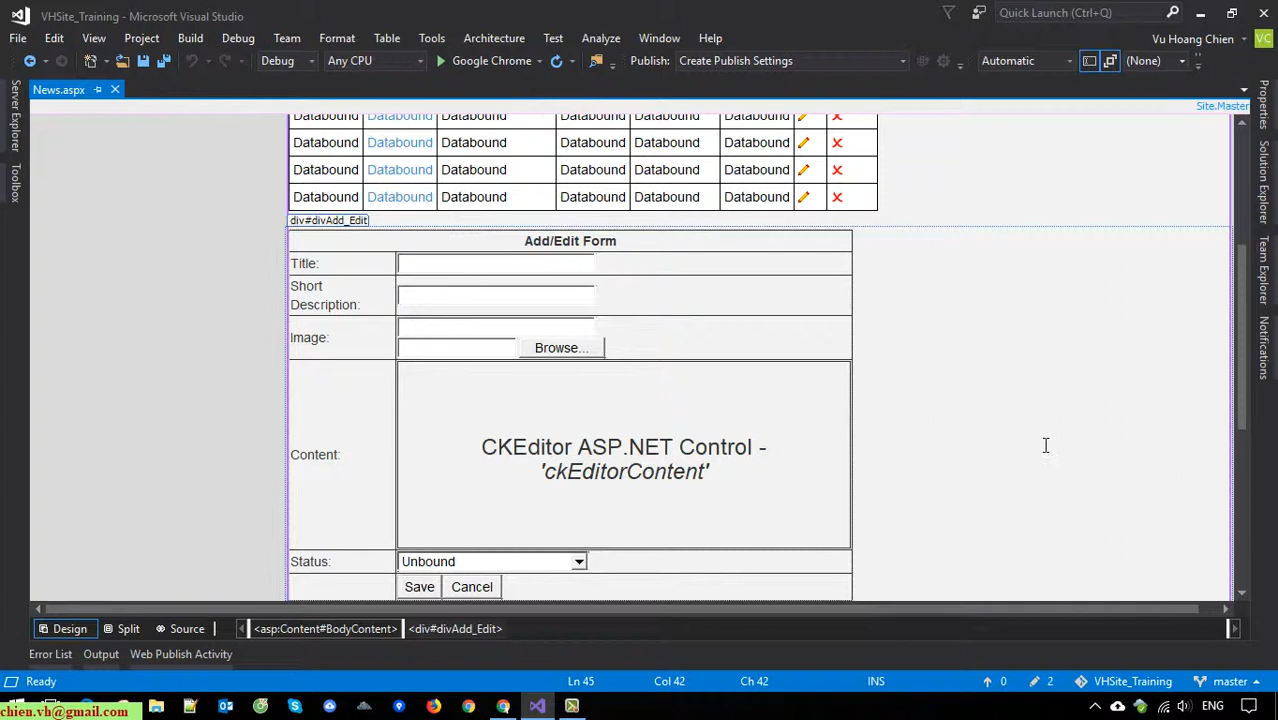 VHSite_Training - Microsoft Visual Studio
Quick Launch (Ctrl+Q)
File Edit View Project Build Debug Team Format Table Tools Architecture Test Analyze Window Help
Vu Hoang Chien VC
Debug Any CPU Google Chrome Publish: Create Publish Settings Automatic (None)
News.aspx
Site.Master
Server Explorer
Toolbox
Properties
Solution Explorer
Team Explorer
Notifications
Databound Databound Databound Databound Databound Databound
Databound Databound Databound Databound Databound Databound
Databound Databound Databound Databound Databound Databound
Databound Databound Databound Databound Databound Databound
div#divAdd_Edit
Add/Edit Form
Title:
Short
Description:
Image:
Browse...
Content:
CKEditor ASP.NET Control -
'ckEditorContent'
Status: Unbound
Save Cancel
Design Split Source <asp:Content#BodyContent> <div#divAdd_Edit>
Error List Output Web Publish Activity
Ready Ln 45 Col 42 Ch 42 INS 0 2 VHSite_Training master
chien.vh@gmail.com
ENG